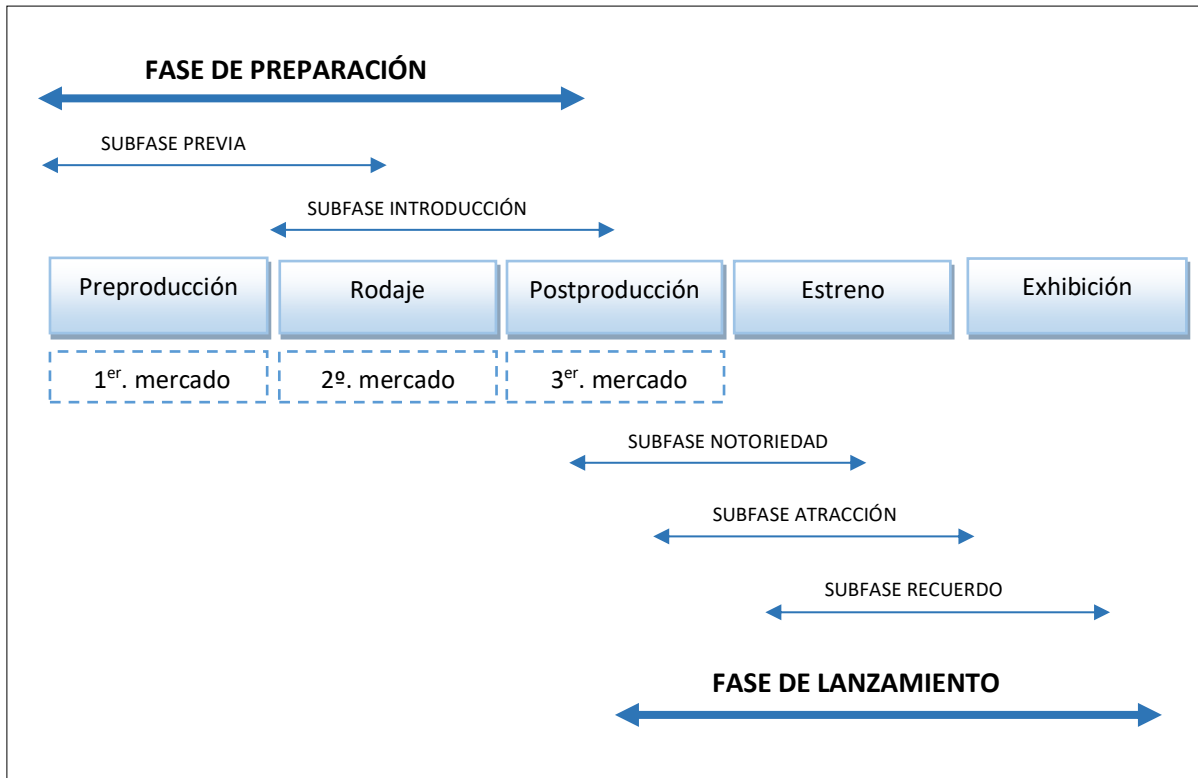 FASE DE PREPARACIÓN
SUBFASE PREVIA
SUBFASE INTRODUCCIÓN
Preproducción
Rodaje
Postproducción
Estreno
Exhibición
1er. mercado
2º. mercado
3er. mercado
SUBFASE NOTORIEDAD
SUBFASE ATRACCIÓN
SUBFASE RECUERDO
FASE DE LANZAMIENTO